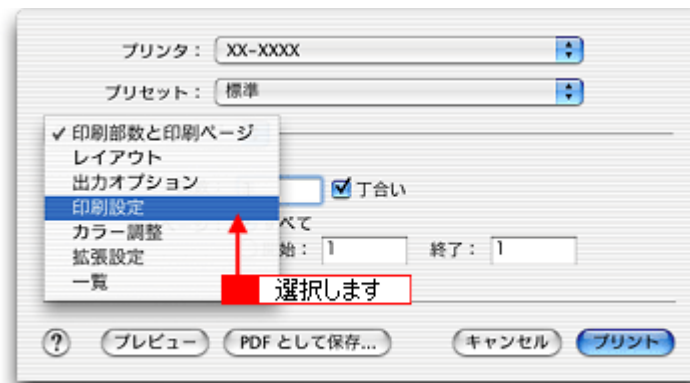 プリンタ： XX-XXXX
プリセット： 標準
✓ 印刷部数と印刷ページ
レイアウト
出力オプション
丁合い
印刷設定
べて
カラー調整
始： 1 終了： 1
拡張設定
一覧
選択します
? プレビュー PDF として保存... キャンセル プリント